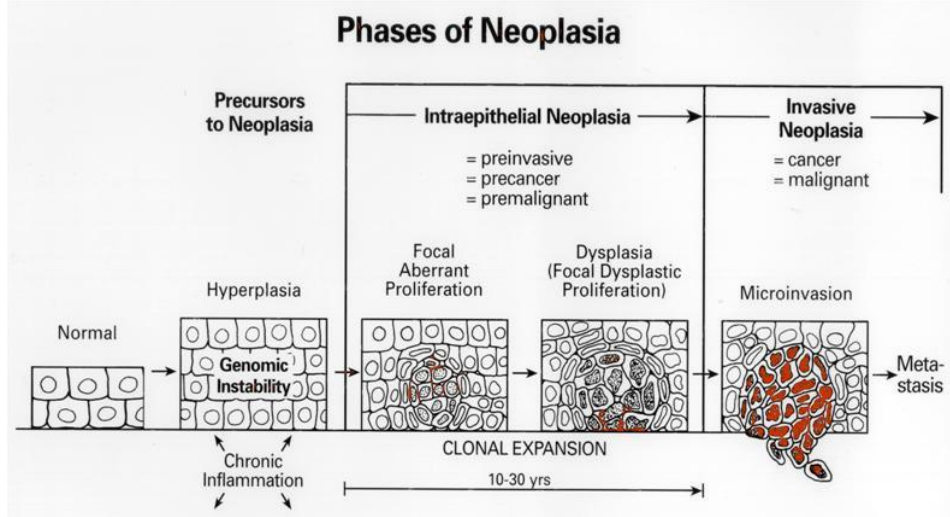 Phases of Neoplasia
Precursors
to Neoplasia
Intraepithelial Neoplasia
= preinvasive
= precancer
= premalignant
Invasive
Neoplasia
= cancer
= malignant
Normal
Hyperplasia
Focal
Aberrant
Proliferation
Dysplasia
(Focal Dysplastic
Proliferation)
Microinvasion
Genomic
Instability
Meta-
stasis
Chronic
Inflammation
CLONAL EXPANSION
10-30 yrs